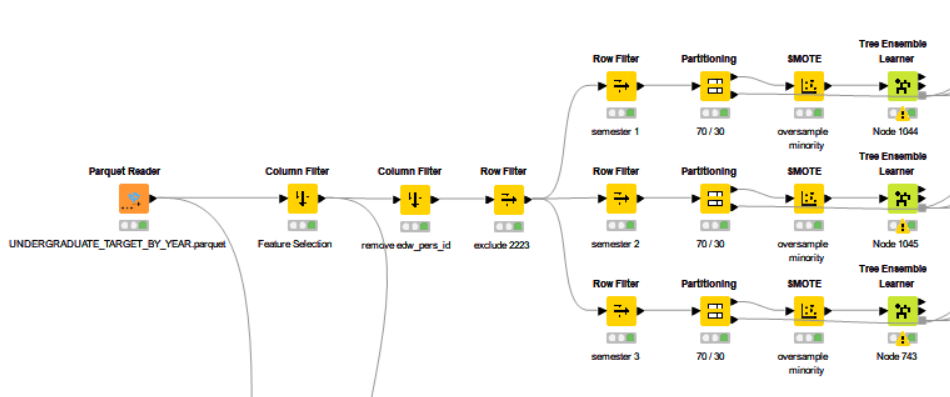 Tree Ensemble
Learner
Row Filter
Partitioning
SMOTE
semester 1
70 / 30
oversample
minority
Node 1044
Parquet Reader
Column Filter
Column Filter
Row Filter
UNDERGRADUATE_TARGET_BY_YEAR.parquet
Feature Selection
remove edw_pers_id
exclude 2223
Tree Ensemble
Learner
Row Filter
Partitioning
SMOTE
semester 2
70 / 30
oversample
minority
Node 1045
Tree Ensemble
Learner
Row Filter
Partitioning
SMOTE
semester 3
70 / 30
oversample
minority
Node 743